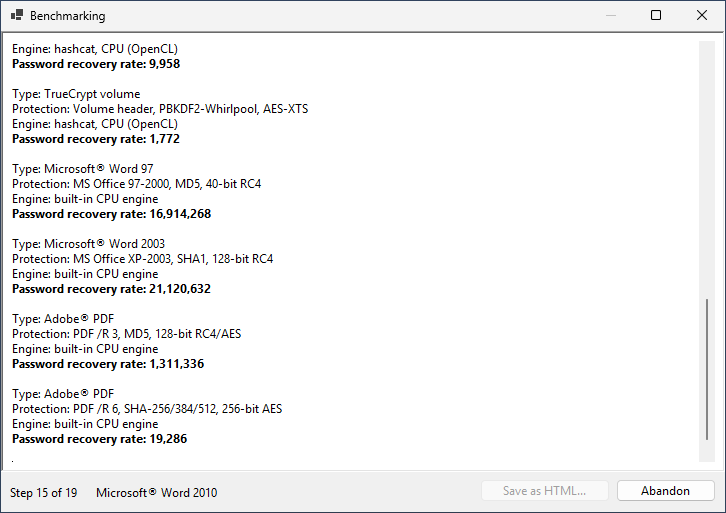 Benchmarking
Engine: hashcat, CPU (OpenCL)
Password recovery rate: 9,958
Type: TrueCrypt volume
Protection: Volume header, PBKDF2-Whirlpool, AES-XTS
Engine: hashcat, CPU (OpenCL)
Password recovery rate: 1,772
Type: Microsoft® Word 97
Protection: MS Office 97-2000, MD5, 40-bit RC4
Engine: built-in CPU engine
Password recovery rate: 16,914,268
Type: Microsoft® Word 2003
Protection: MS Office XP-2003, SHA1, 128-bit RC4
Engine: built-in CPU engine
Password recovery rate: 21,120,632
Type: Adobe® PDF
Protection: PDF /R 3, MD5, 128-bit RC4/AES
Engine: built-in CPU engine
Password recovery rate: 1,311,336
Type: Adobe® PDF
Protection: PDF /R 6, SHA-256/384/512, 256-bit AES
Engine: built-in CPU engine
Password recovery rate: 19,286
.
Step 15 of 19 Microsoft® Word 2010 Save as HTML... Abandon